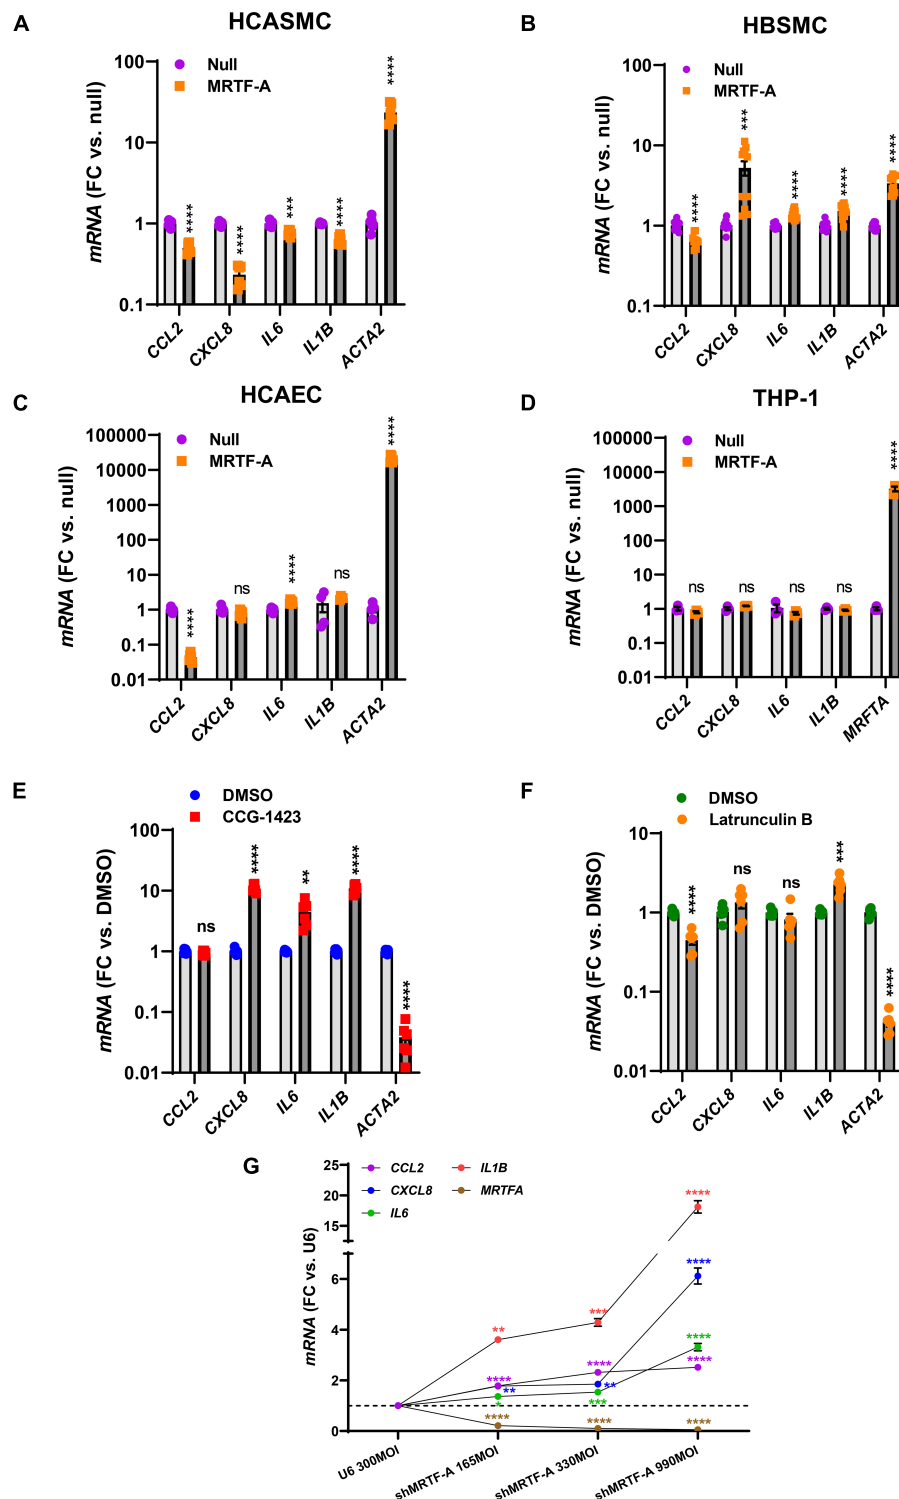 A
HCASMC
mRNA (FC vs. null)
100
10
1
0.1
Null
MRTF-A
**** **** *** **** ****
CCL2 CXCL8 IL6 IL1B ACTA2
B
HBSMC
mRNA (FC vs. null)
100
10
1
0.1
Null
MRTF-A
**** *** **** **** ****
CCL2 CXCL8 IL6 IL1B ACTA2
C
HCAEC
mRNA (FC vs. null)
100000
10000
1000
100
10
1
0.1
0.01
Null
MRTF-A
**** ns **** ns ****
CCL2 CXCL8 IL6 IL1B ACTA2
D
THP-1
mRNA (FC vs. null)
100000
10000
1000
100
10
1
0.1
0.01
Null
MRTF-A
ns ns ns ns ****
CCL2 CXCL8 IL6 IL1B MRFTA
E
DMSO
CCG-1423
mRNA (FC vs. DMSO)
100
10
1
0.1
0.01
ns **** ** **** ****
CCL2 CXCL8 IL6 IL1B ACTA2
F
DMSO
Latrunculin B
mRNA (FC vs. DMSO)
10
1
0.1
0.01
**** ns ns *** ****
CCL2 CXCL8 IL6 IL1B ACTA2
G
mRNA (FC vs. U6)
25
20
15
6
4
2
0
CCL2 IL1B
CXCL8 MRTFA
IL6
** *** ****
****
**** **** ****
** ** ****
* ***
**** **** ****
U6 300MOI shMRTF-A 165MOI shMRTF-A 330MOI shMRTF-A 990MOI